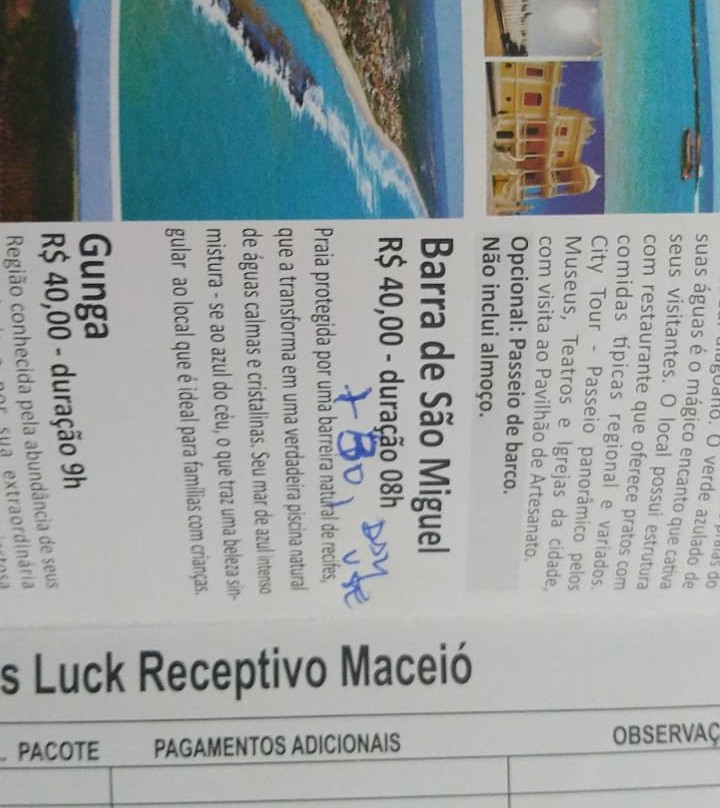 suas águas é o mágico encanto que cativa
seus visitantes. O local possui estrutura
com restaurante que oferece pratos com
comidas típicas regional e variados.
City Tour - Passeio panorâmico pelos
Museus, Teatros e Igrejas da cidade,
com visita ao Pavilhão de Artesanato.
Opcional: Passeio de barco.
Não inclui almoço.
Barra de São Miguel
R$ 40,00 - duração 08h
Praia protegida por uma barreira natural de recifes,
que a transforma em uma verdadeira piscina natural
de águas calmas e cristalinas. Seu mar de azul intenso
mistura - se ao azul do céu, o que traz uma beleza sin-
gular ao local que é ideal para famílias com crianças.
Gunga
R$ 40,00 - duração 9h
Região conhecida pela abundância de seus
por sua extraordinária
s Luck Receptivo Maceió
PACOTE
PAGAMENTOS ADICIONAIS
OBSERVAÇ